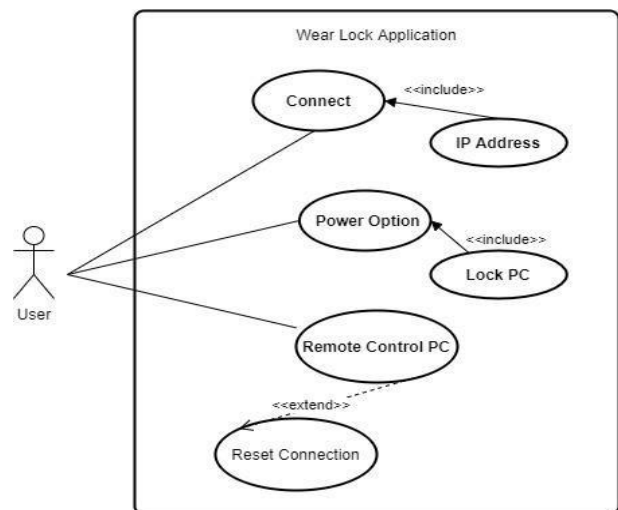 Wear Lock Application
<<include>>
Connect
IP Address
Power Option
<<include>>
Lock PC
User
Remote Control PC
<<extend>>
Reset Connection